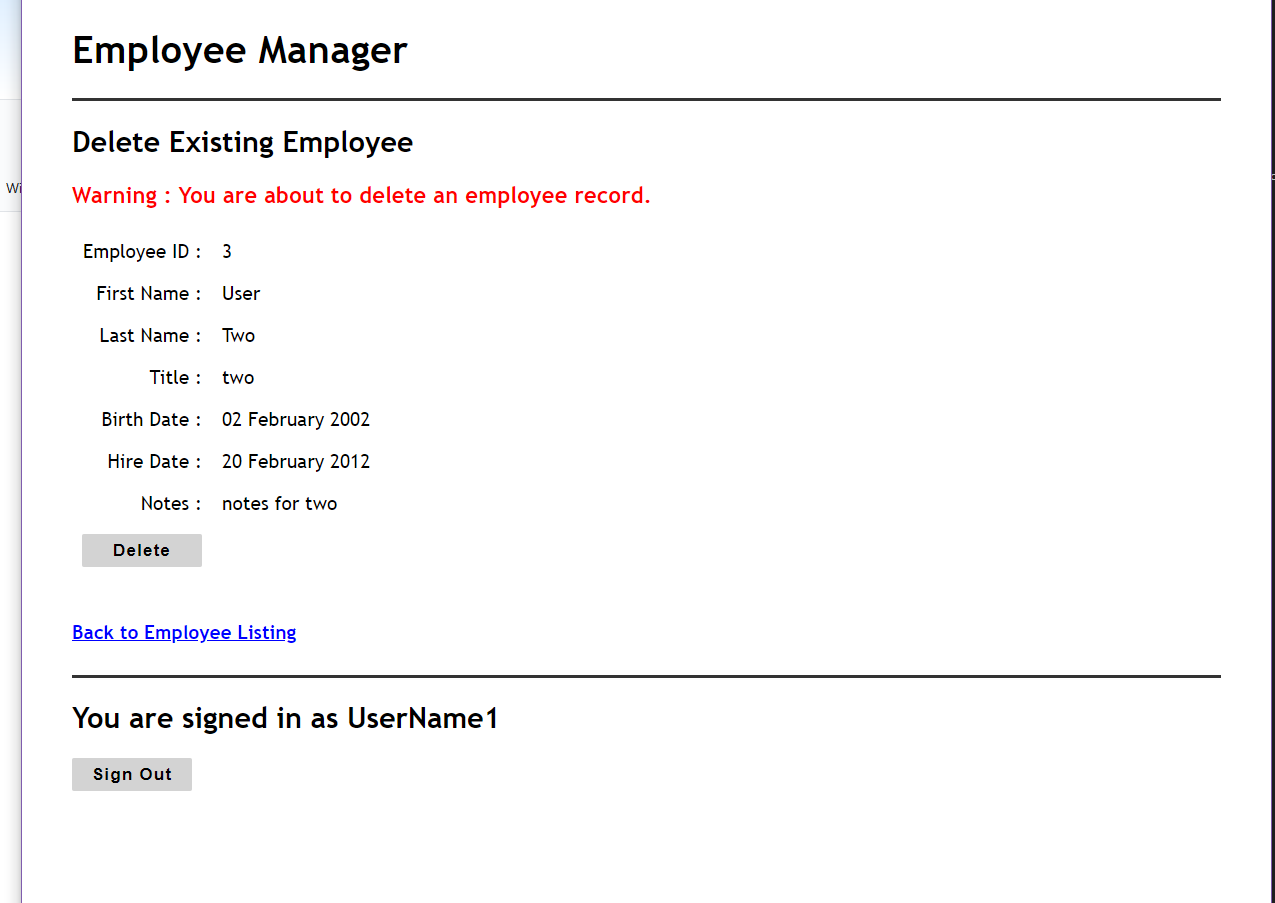 Employee Manager
Delete Existing Employee
Warning : You are about to delete an employee record.
Employee ID : 3
First Name : User
Last Name : Two
Title : two
Birth Date : 02 February 2002
Hire Date : 20 February 2012
Notes : notes for two
Delete
Back to Employee Listing
You are signed in as UserName1
Sign Out